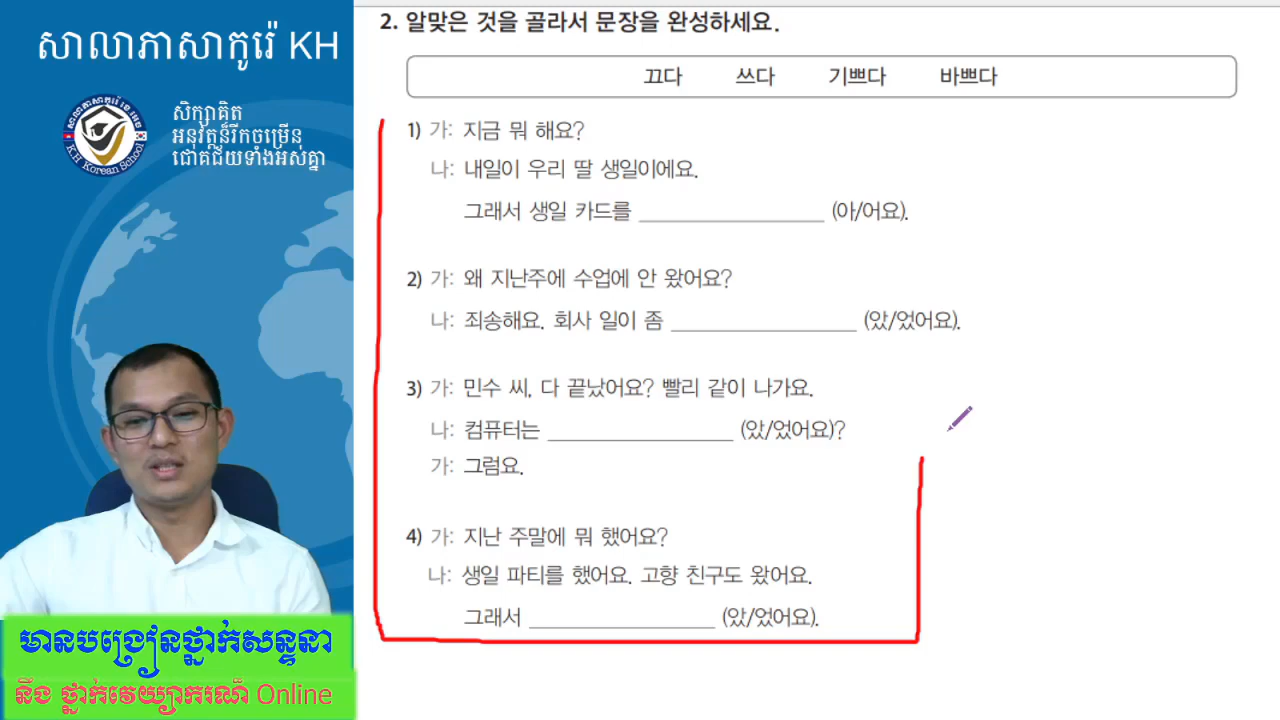 សាលាភាសាកូរ៉េ KH
សិក្សាគិត
អនុវត្តន៍រីកចម្រើន
ជោគជ័យទាំងអស់គ្នា
សាលាភាសាកូរ៉េ ខេ អេច
K.H Korean School
មានបង្រៀនថ្នាក់សន្ទនា
និង ថ្នាក់វេយ្យាករណ៍ Online
2. 알맞은 것을 골라서 문장을 완성하세요.
끄다 쓰다 기쁘다 바쁘다
1) 가: 지금 뭐 해요?
나: 내일이 우리 딸 생일이에요.
그래서 생일 카드를 ________________ (아/어요).
2) 가: 왜 지난주에 수업에 안 왔어요?
나: 죄송해요. 회사 일이 좀 ________________ (았/었어요).
3) 가: 민수 씨, 다 끝났어요? 빨리 같이 나가요.
나: 컴퓨터는 ________________ (았/었어요)?
가: 그럼요.
4) 가: 지난 주말에 뭐 했어요?
나: 생일 파티를 했어요. 고향 친구도 왔어요.
그래서 ________________ (았/었어요).